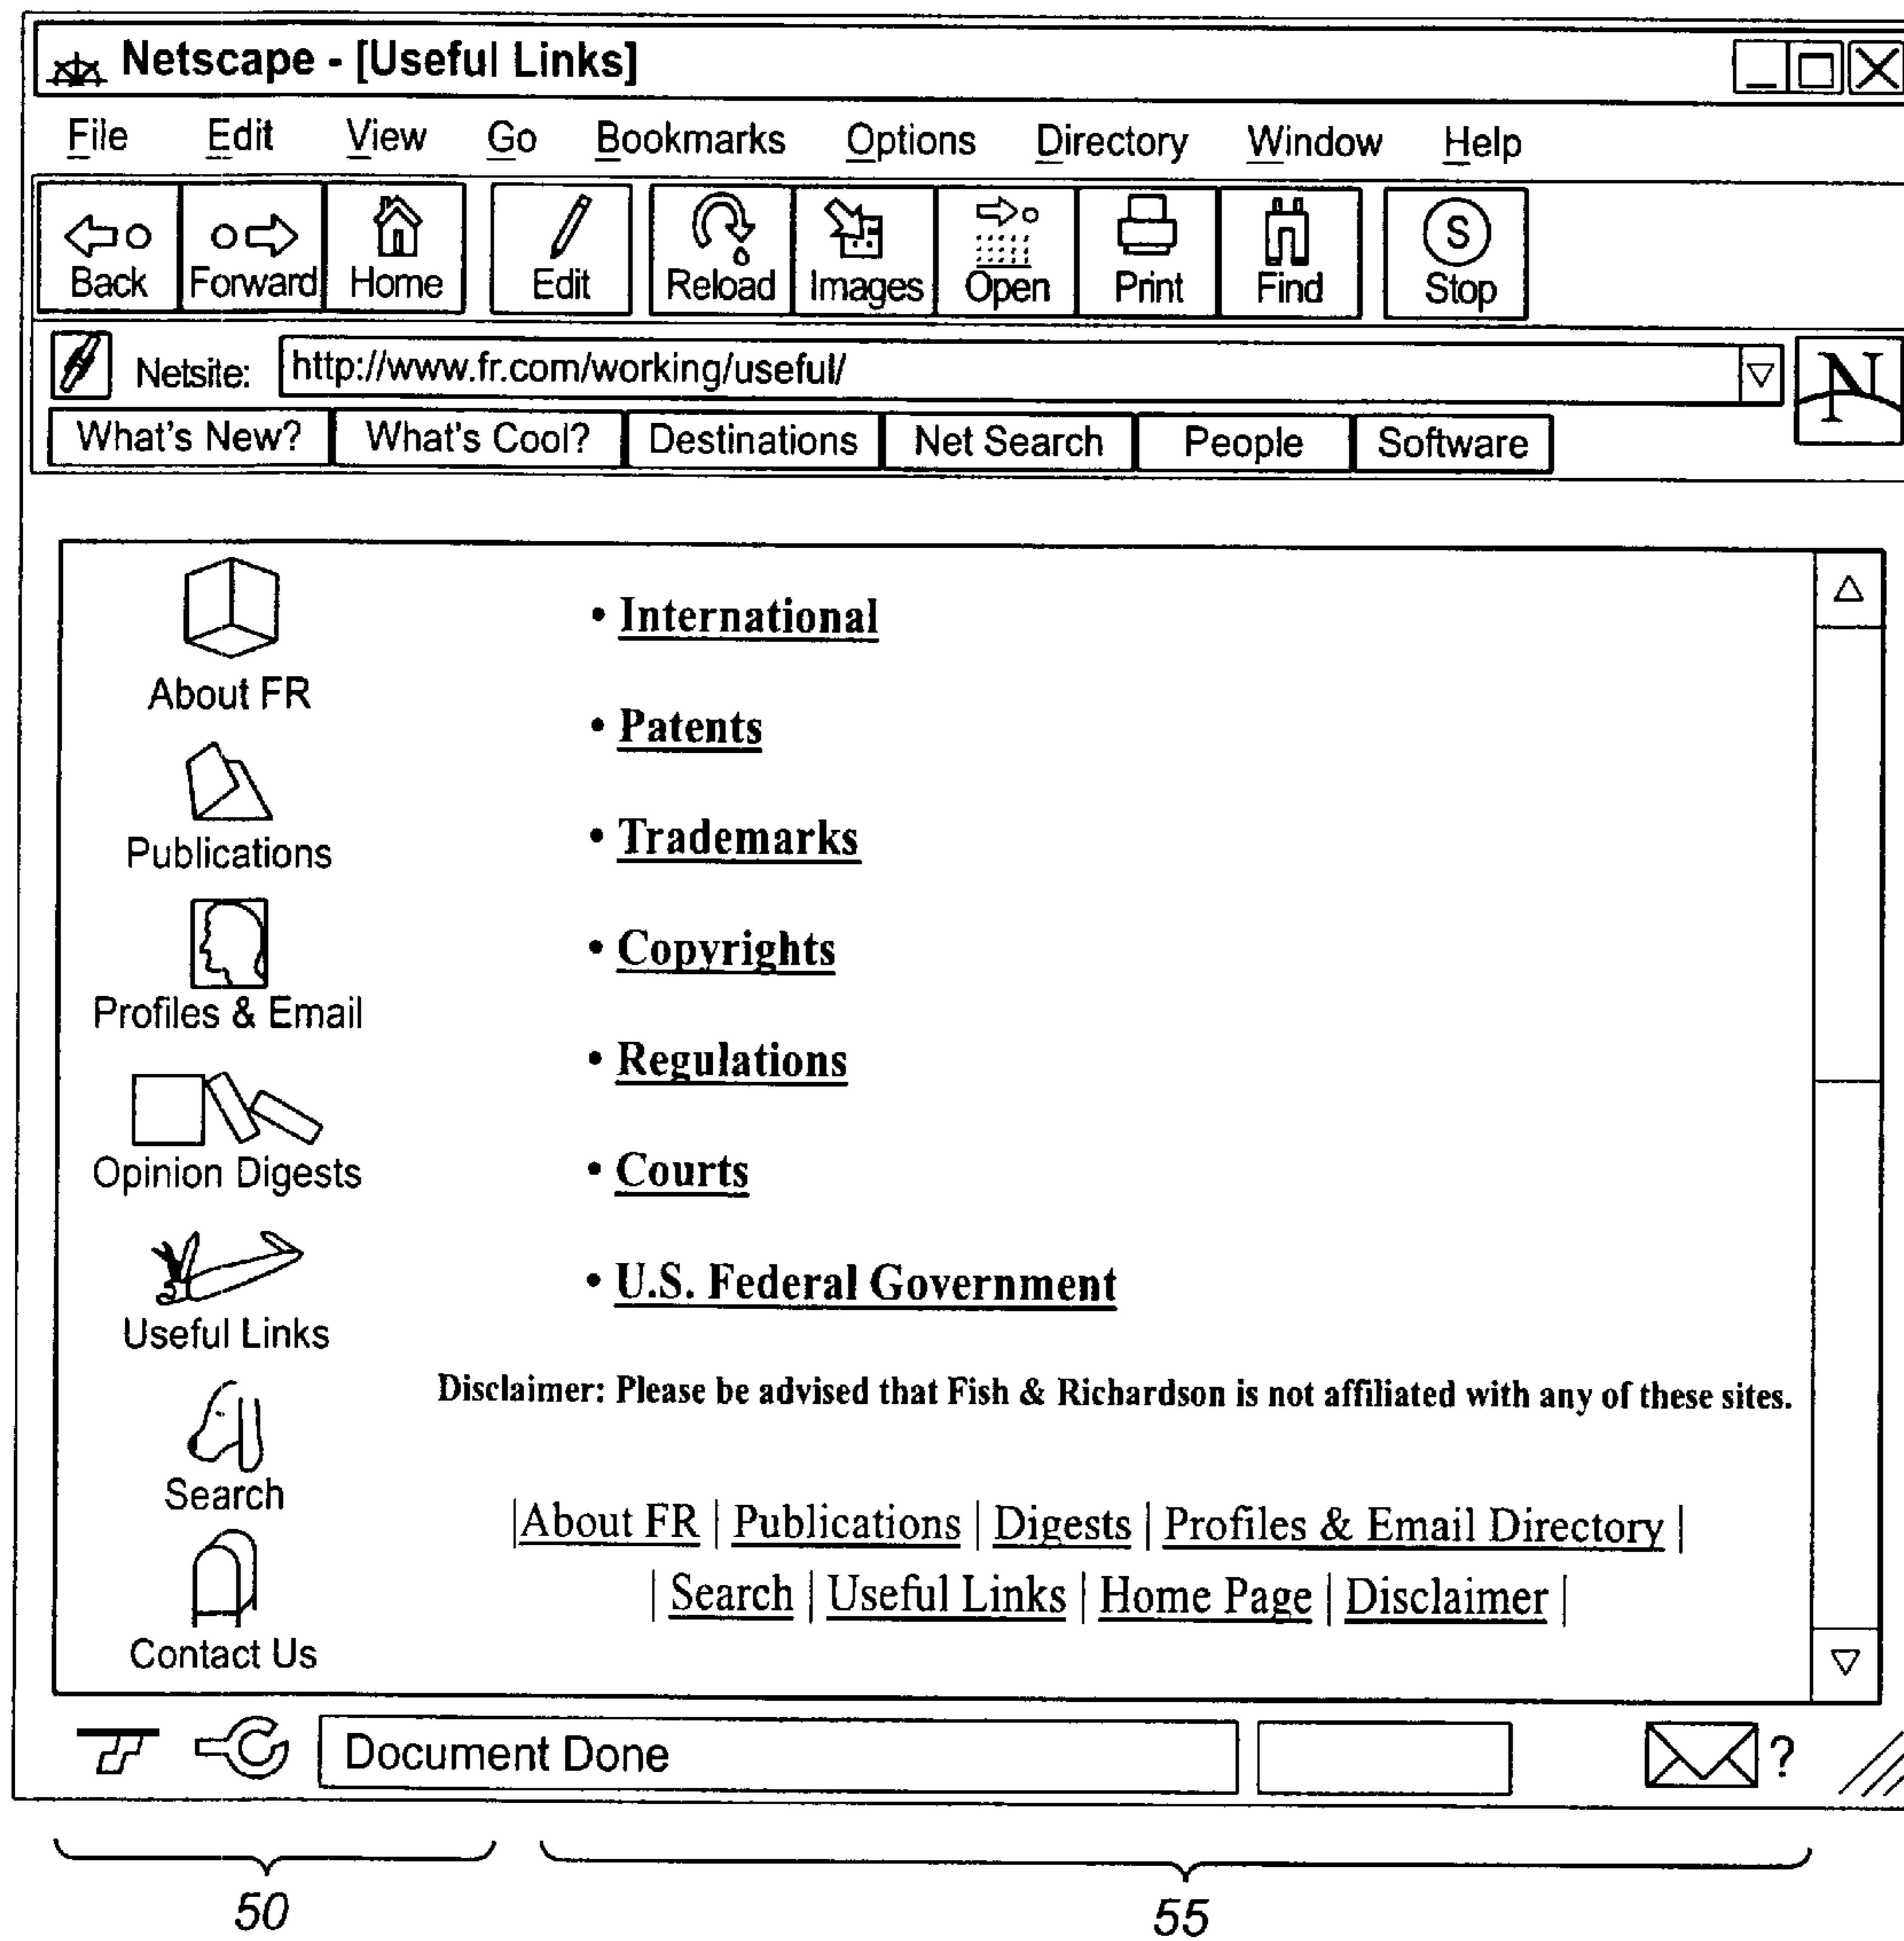 Netscape - [Useful Links]
File Edit View Go Bookmarks Options Directory Window Help
Back Forward Home Edit Reload Images Open Print Find Stop
Netsite: http://www.fr.com/working/useful/
N
What's New? What's Cool? Destinations Net Search People Software
About FR
Publications
Profiles & Email
Opinion Digests
Useful Links
Search
Contact Us
• International
• Patents
• Trademarks
• Copyrights
• Regulations
• Courts
• U.S. Federal Government
Disclaimer: Please be advised that Fish & Richardson is not affiliated with any of these sites.
|About FR | Publications | Digests | Profiles & Email Directory |
| Search | Useful Links | Home Page | Disclaimer |
Document Done
?
50
55